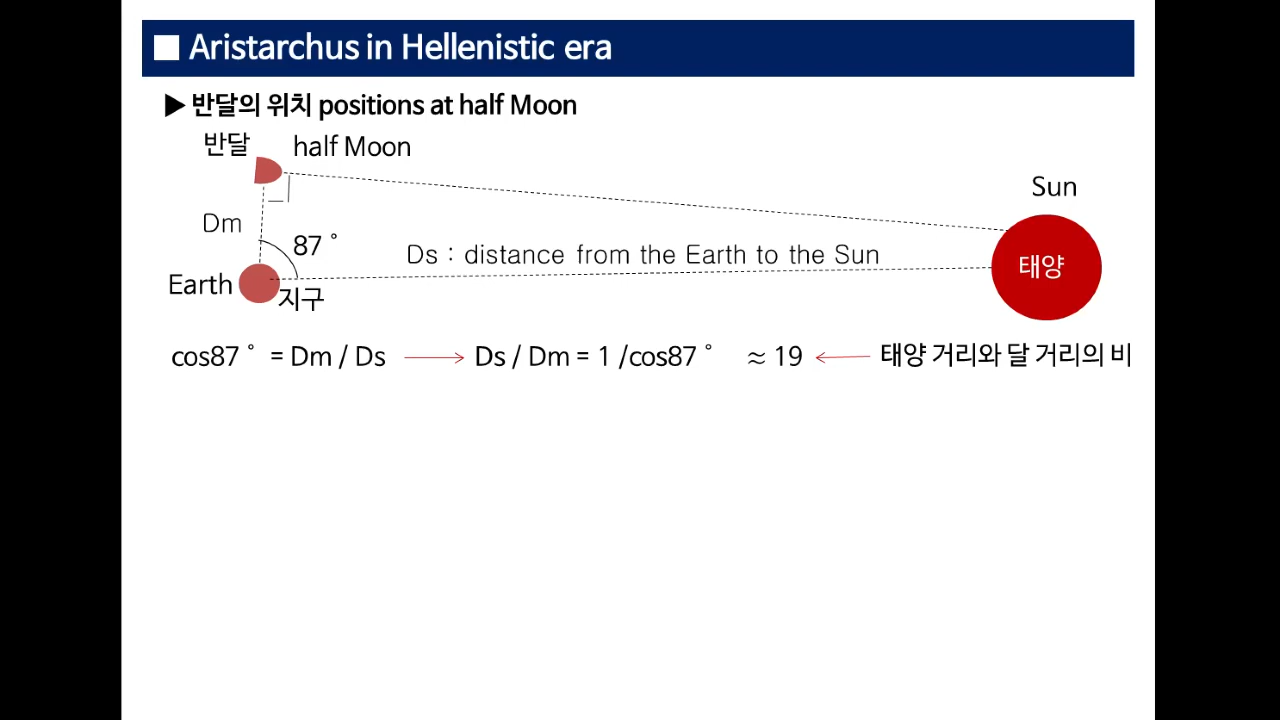 ■ Aristarchus in Hellenistic era
▶ 반달의 위치 positions at half Moon
반달 half Moon
Sun
Dm
87 °
Ds : distance from the Earth to the Sun
태양
Earth
지구
cos87 ° = Dm / Ds → Ds / Dm = 1 /cos87 ° ≈ 19 ← 태양 거리와 달 거리의 비